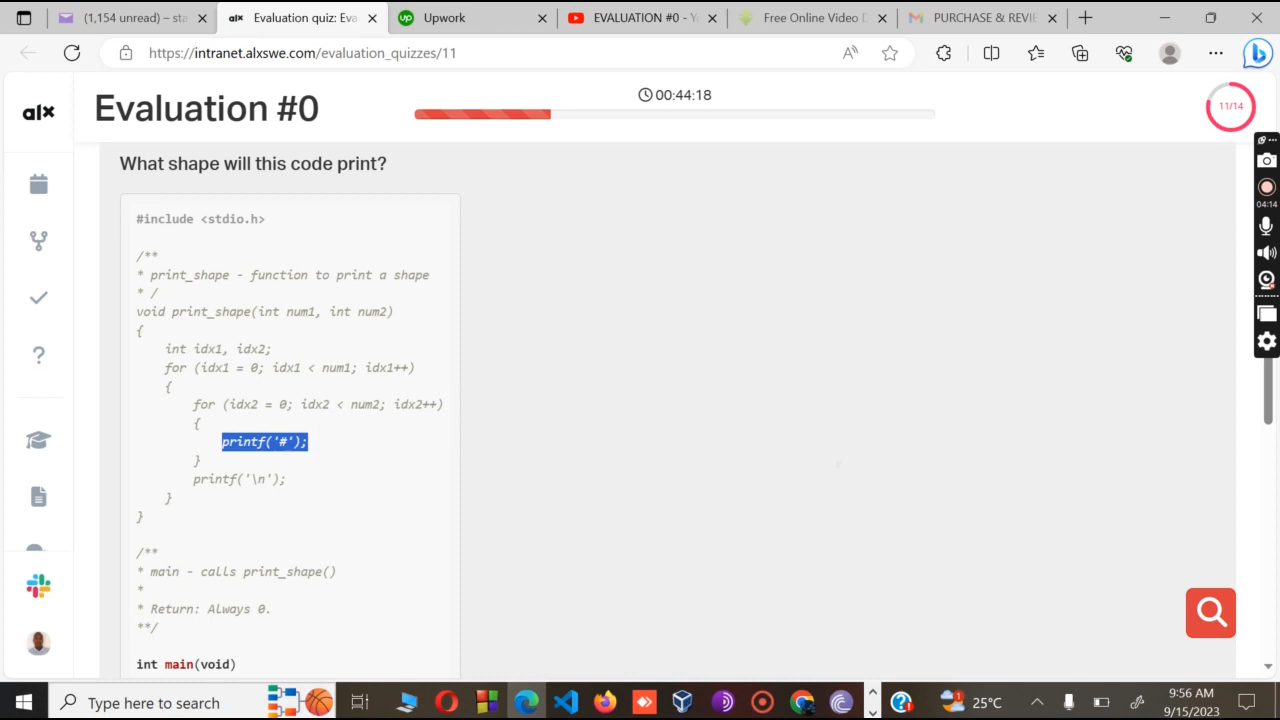 (1,154 unread) – sta
alx Evaluation quiz: Eva
up Upwork
EVALUATION #0 - Y
Free Online Video D
PURCHASE & REVIE
https://intranet.alxswe.com/evaluation_quizzes/11
alx
Evaluation #0
00:44:18
11/14
What shape will this code print?
#include <stdio.h>
/**
* print_shape - function to print a shape
* /
void print_shape(int num1, int num2)
{
int idx1, idx2;
for (idx1 = 0; idx1 < num1; idx1++)
{
for (idx2 = 0; idx2 < num2; idx2++)
{
printf('#');
}
printf('\n');
}
}
/**
* main - calls print_shape()
*
* Return: Always 0.
**/
int main(void)
04:14
Type here to search
25°C
9:56 AM
9/15/2023